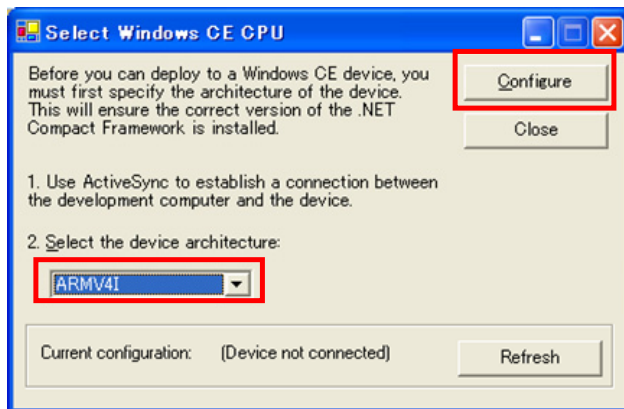 Select Windows CE CPU
Before you can deploy to a Windows CE device, you
must first specify the architecture of the device.
This will ensure the correct version of the .NET
Compact Framework is installed.
Configure
Close
1. Use ActiveSync to establish a connection between
the development computer and the device.
2. Select the device architecture:
ARMV4I
Current configuration: (Device not connected)
Refresh